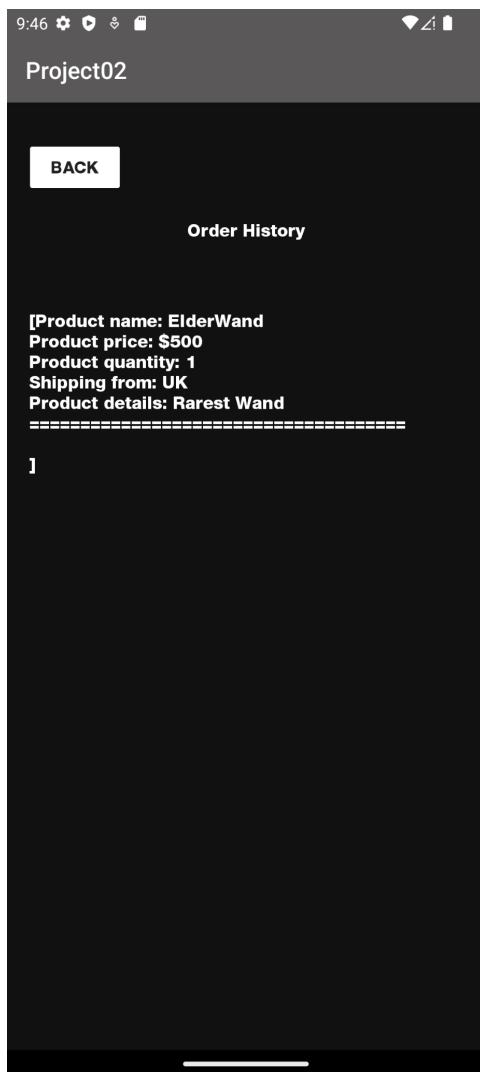 9:46
Project02
BACK
Order History
[Product name: ElderWand
Product price: $500
Product quantity: 1
Shipping from: UK
Product details: Rarest Wand
=====================================
]